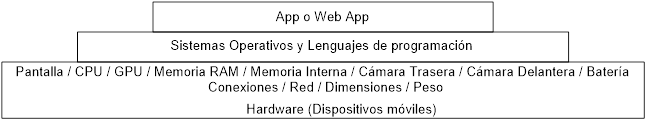 App o Web App
Sistemas Operativos y Lenguajes de programación
Pantalla / CPU / GPU / Memoria RAM / Memoria Interna / Cámara Trasera / Cámara Delantera / Batería
Conexiones / Red / Dimensiones / Peso
Hardware (Dispositivos móviles)